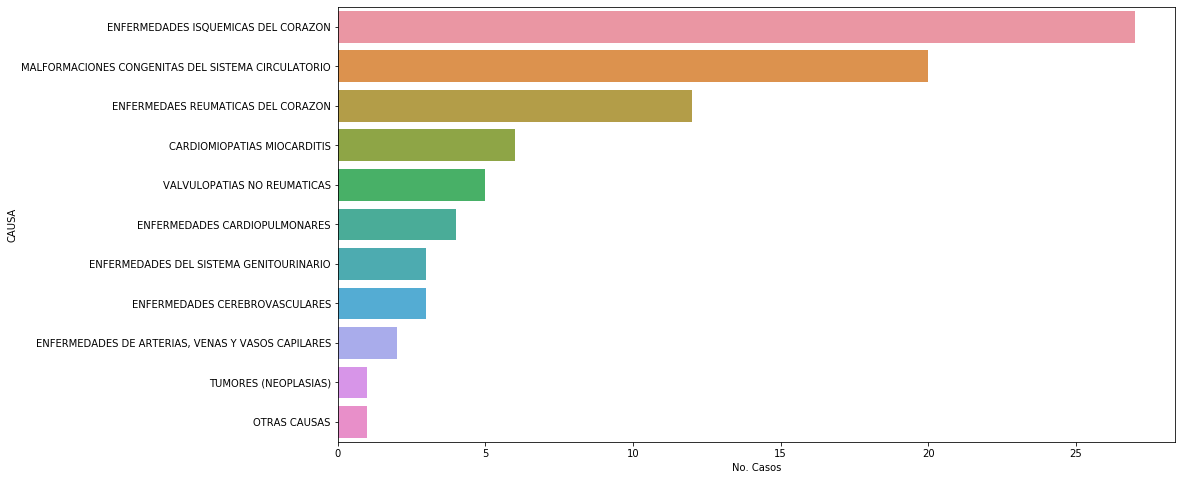 ENFERMEDADES ISQUEMICAS DEL CORAZON
MALFORMACIONES CONGENITAS DEL SISTEMA CIRCULATORIO
ENFERMEDAES REUMATICAS DEL CORAZON
CARDIOMIOPATIAS MIOCARDITIS
VALVULOPATIAS NO REUMATICAS
ENFERMEDADES CARDIOPULMONARES
ENFERMEDADES DEL SISTEMA GENITOURINARIO
ENFERMEDADES CEREBROVASCULARES
ENFERMEDADES DE ARTERIAS, VENAS Y VASOS CAPILARES
TUMORES (NEOPLASIAS)
OTRAS CAUSAS
CAUSA
0 5 10 15 20 25
No. Casos